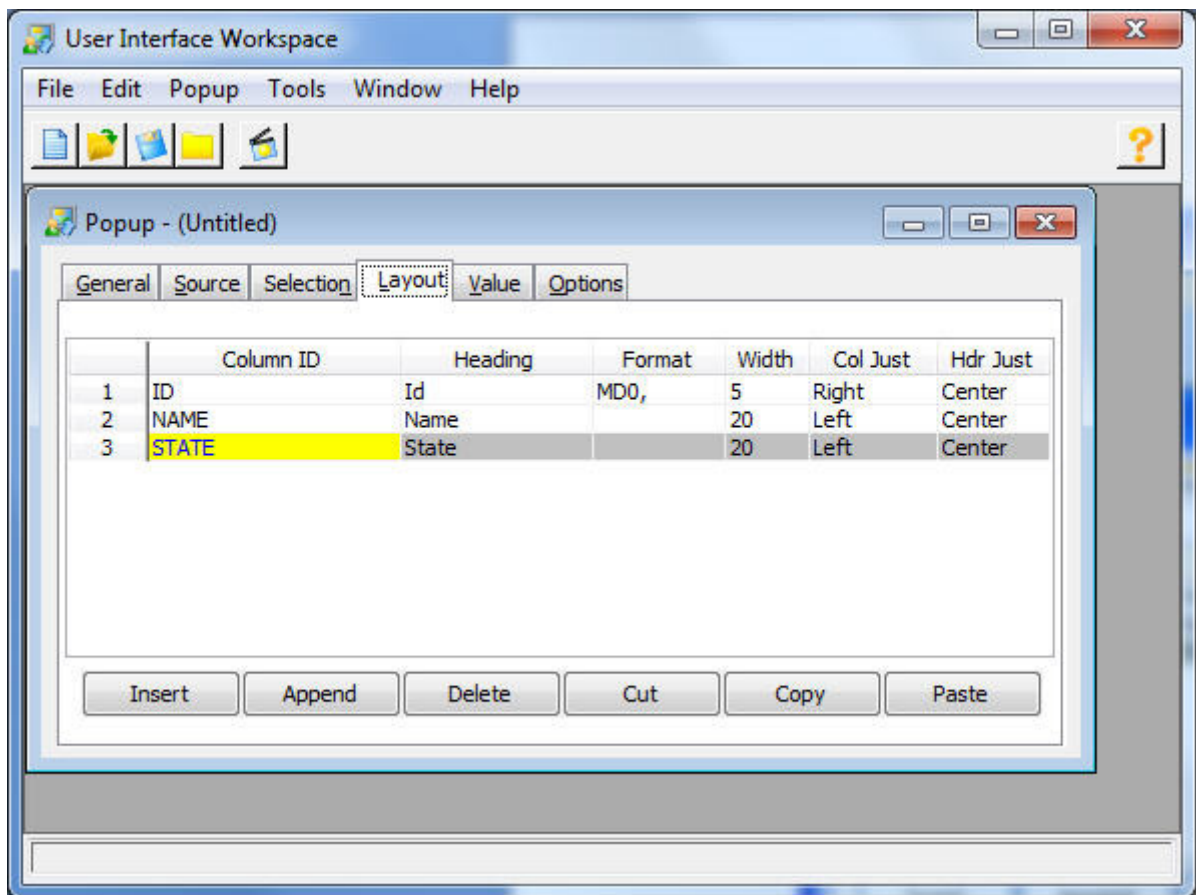 User Interface Workspace
File Edit Popup Tools Window Help
?
Popup - (Untitled)
General Source Selection Layout Value Options
Column ID Heading Format Width Col Just Hdr Just
1 ID Id MD0, 5 Right Center
2 NAME Name 20 Left Center
3 STATE State 20 Left Center
Insert Append Delete Cut Copy Paste